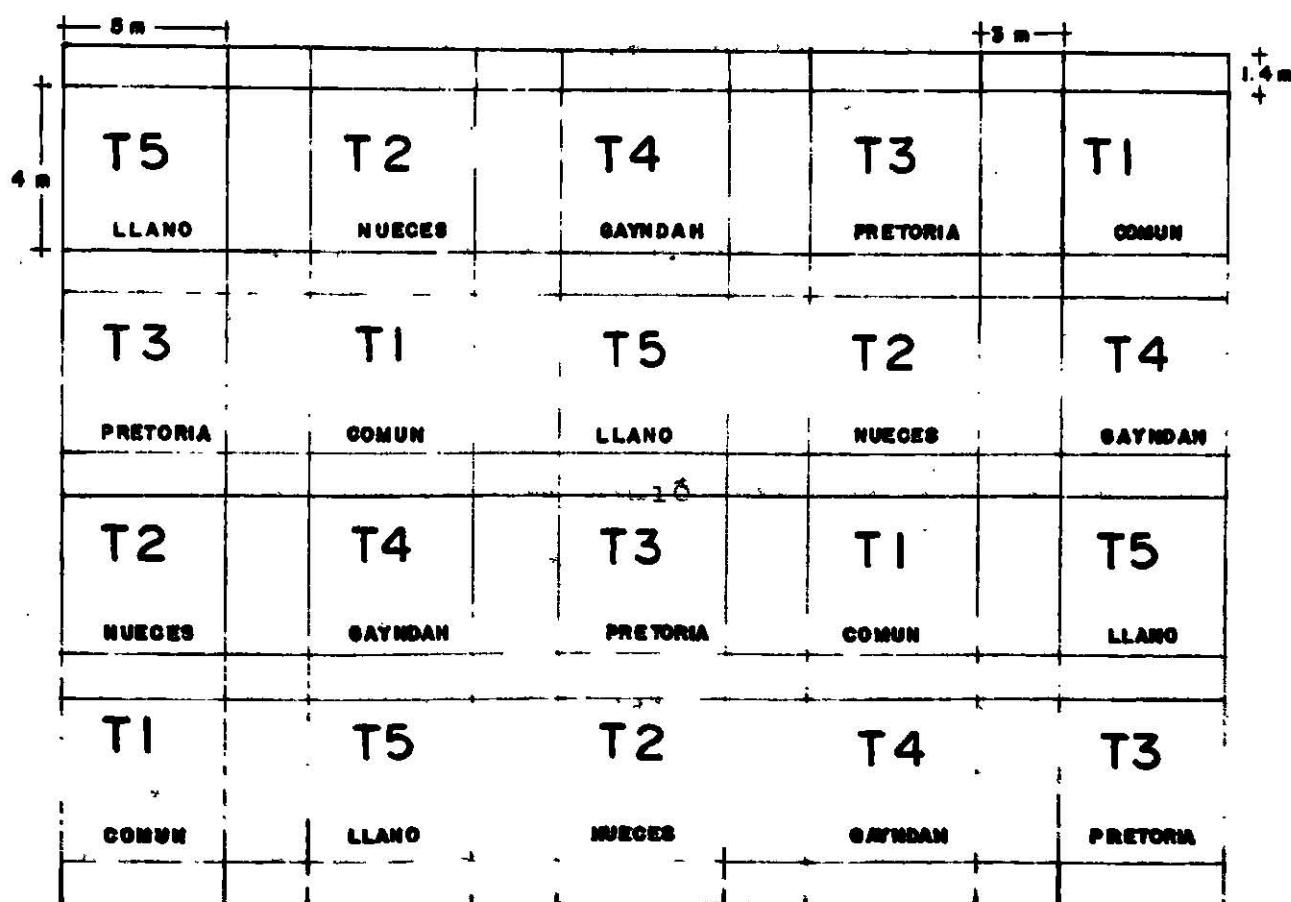 5 m 3 m
1.4 m
T5 T2 T4 T3 T1
4 m
LLANO NUECES GAYNDAH PRETORIA COMUN
T3 T1 T5 T2 T4
PRETORIA COMUN LLANO NUECES GAYNDAH
T2 T4 T3 T1 T5
NUECES GAYNDAH PRETORIA COMUN LLANO
T1 T5 T2 T4 T3
COMUN LLANO NUECES GAYNDAH PRETORIA